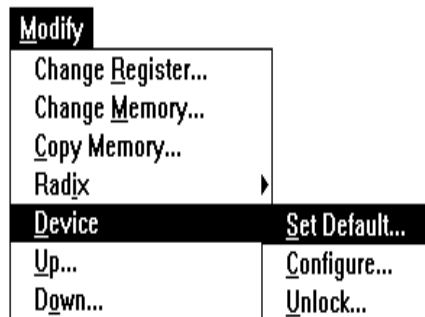 Modify
Change Register...
Change Memory...
Copy Memory...
Radix
Device
Set Default...
Up...
Configure...
Down...
Unlock...